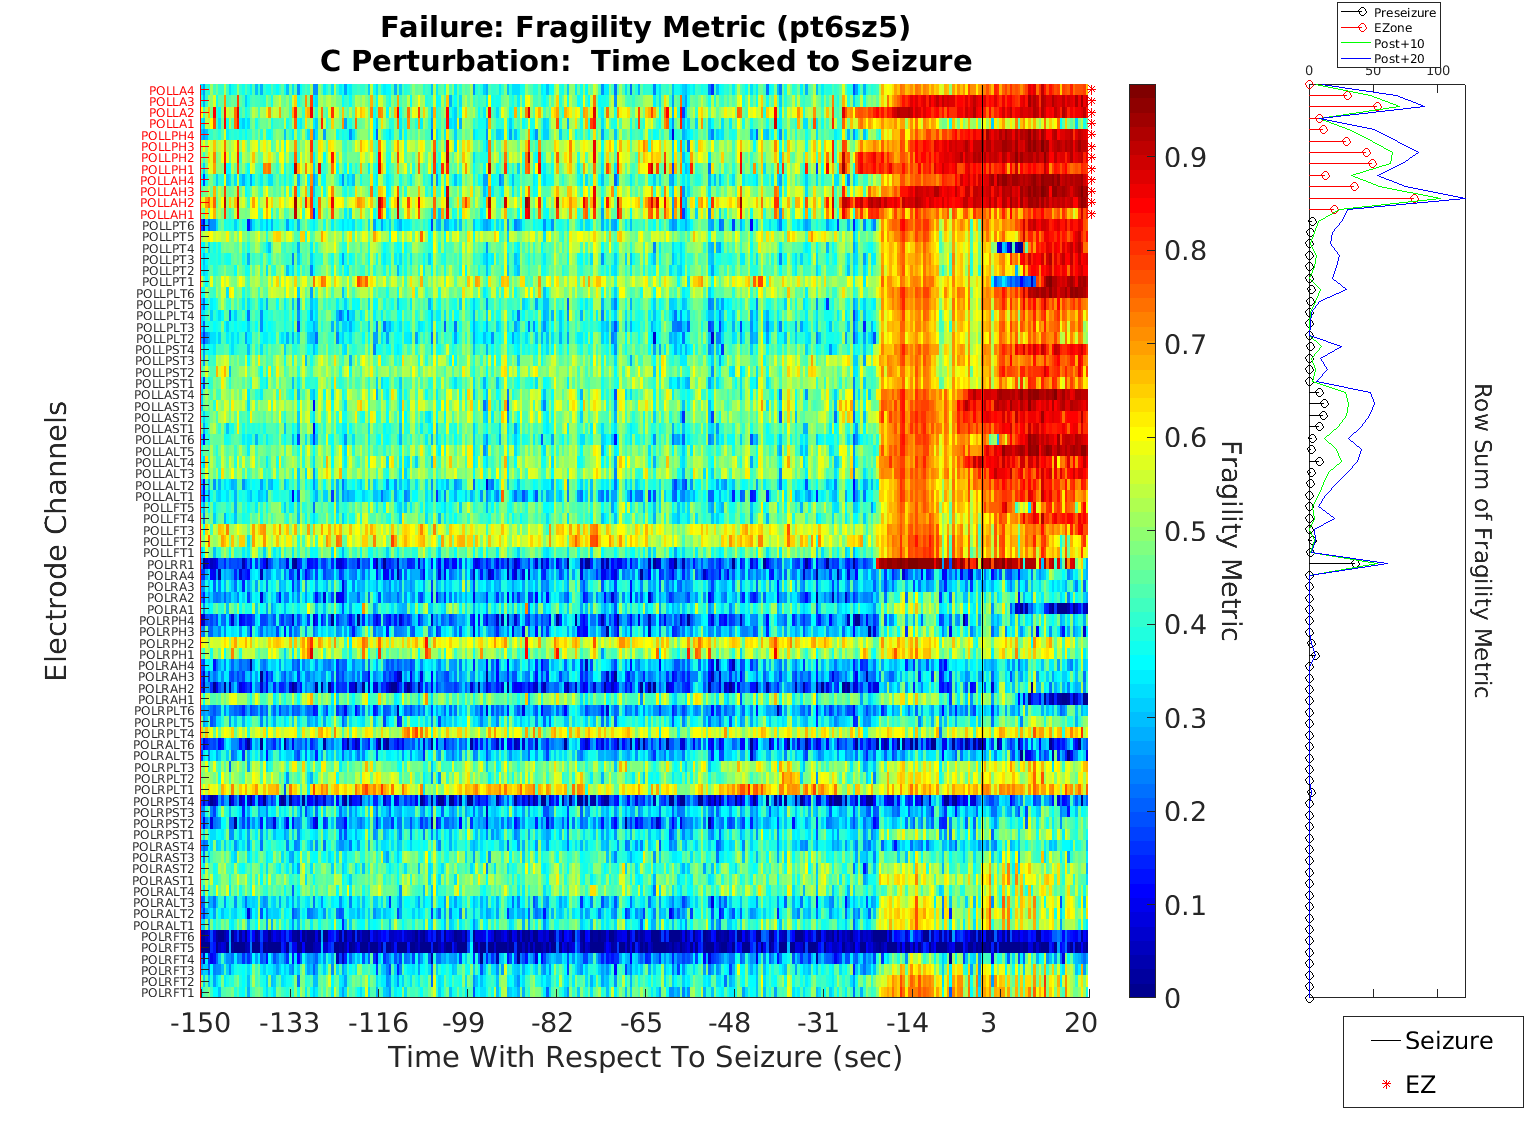 Failure: Fragility Metric (pt6sz5)
C Perturbation:  Time Locked to Seizure
Preseizure
EZone
Post+10
Post+20
0
50
100
Electrode Channels
POLLA4
POLLA3
POLLA2
POLLA1
POLLPH4
POLLPH3
POLLPH2
POLLPH1
POLLAH4
POLLAH3
POLLAH2
POLLAH1
POLLPT6
POLLPT5
POLLPT4
POLLPT3
POLLPT2
POLLPT1
POLLPLT6
POLLPLT5
POLLPLT4
POLLPLT3
POLLPLT2
POLLPST4
POLLPST3
POLLPST2
POLLPST1
POLLAST4
POLLAST3
POLLAST2
POLLAST1
POLLALT6
POLLALT5
POLLALT4
POLLALT3
POLLALT2
POLLALT1
POLLFT5
POLLFT4
POLLFT3
POLLFT2
POLLFT1
POLRR1
POLRA4
POLRA3
POLRA2
POLRA1
POLRPH4
POLRPH3
POLRPH2
POLRPH1
POLRAH4
POLRAH3
POLRAH2
POLRAH1
POLRPLT6
POLRPLT5
POLRPLT4
POLRALT6
POLRALT5
POLRPLT3
POLRPLT2
POLRPLT1
POLRPST4
POLRPST3
POLRPST2
POLRPST1
POLRAST4
POLRAST3
POLRAST2
POLRAST1
POLRALT4
POLRALT3
POLRALT2
POLRALT1
POLRFT6
POLRFT5
POLRFT4
POLRFT3
POLRFT2
POLRFT1
-150
-133
-116
-99
-82
-65
-48
-31
-14
3
20
Time With Respect To Seizure (sec)
0.9
0.8
0.7
0.6
0.5
0.4
0.3
0.2
0.1
0
Fragility Metric
Row Sum of Fragility Metric
Seizure
EZ